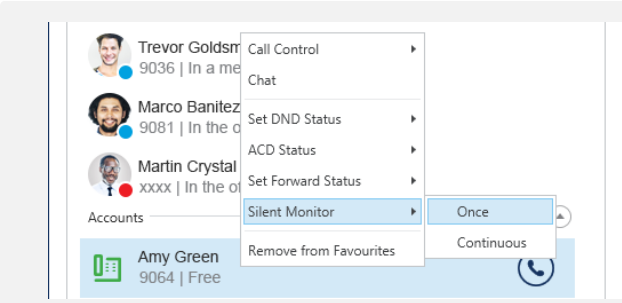 Trevor Goldsm
9036 | In a me
Marco Banitez
9081 | In the o
Martin Crystal
xxxx | In the of
Accounts
Amy Green
9064 | Free
Call Control
Chat
Set DND Status
ACD Status
Set Forward Status
Silent Monitor
Remove from Favourites
Once
Continuous